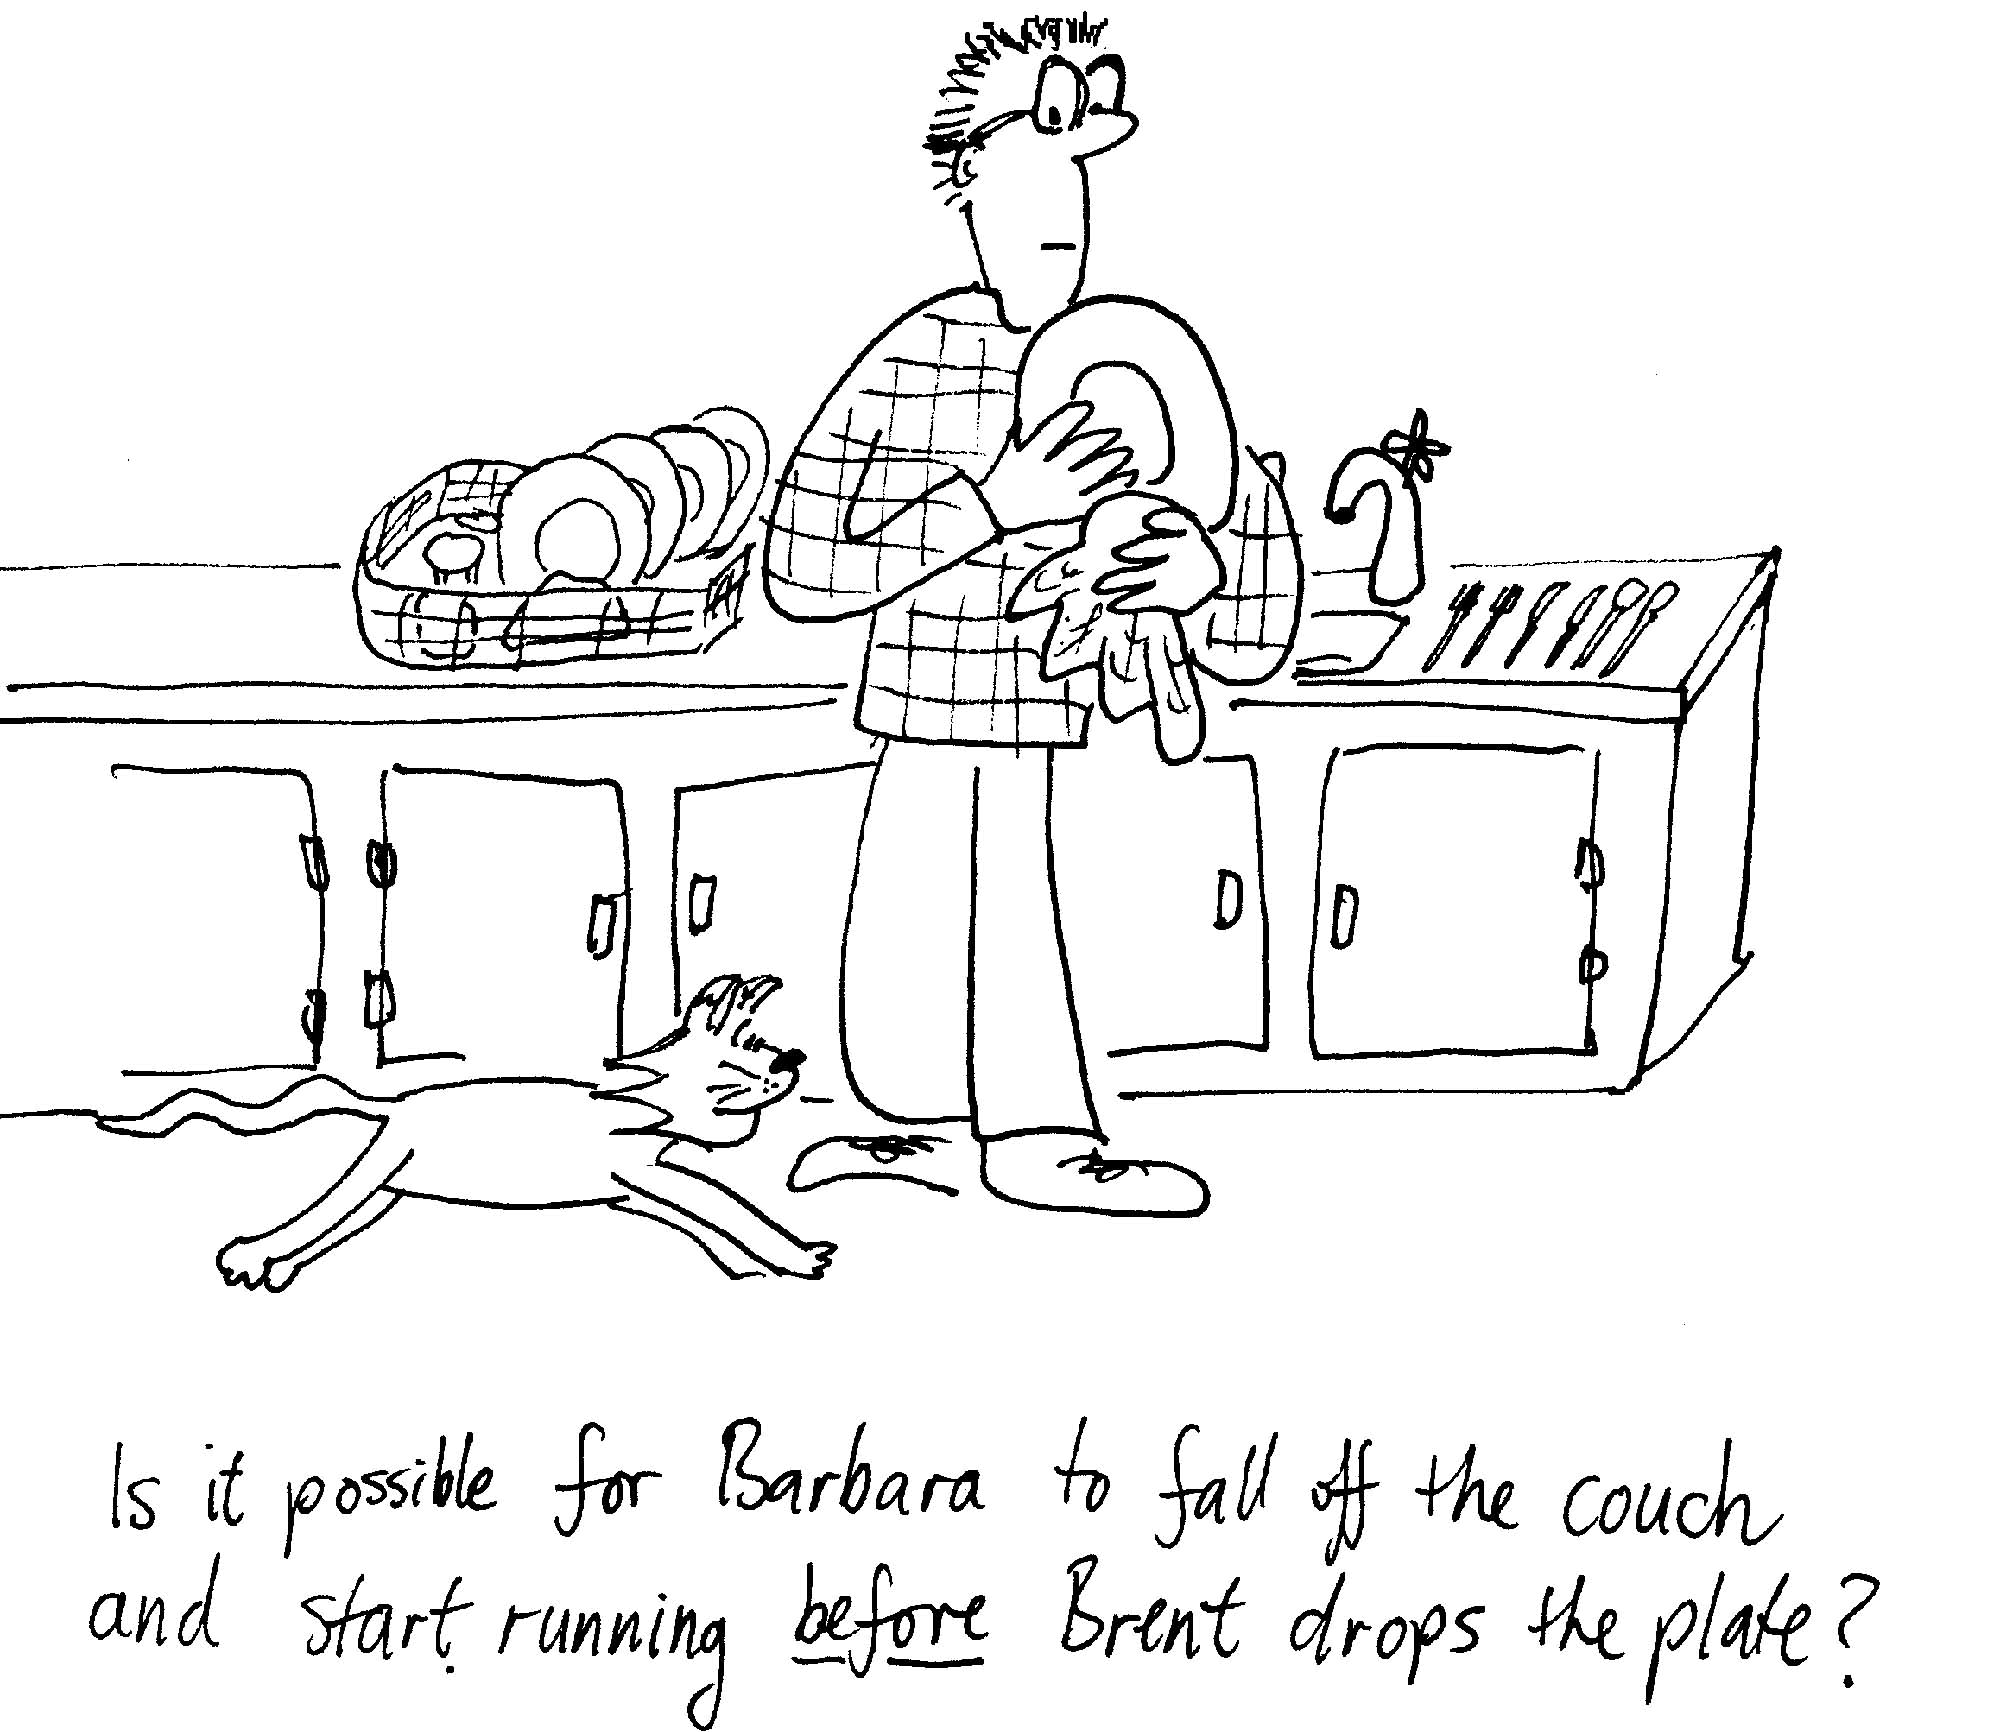 Is it possible for Barbara to fall off the couch
and start running before Brent drops the plate?